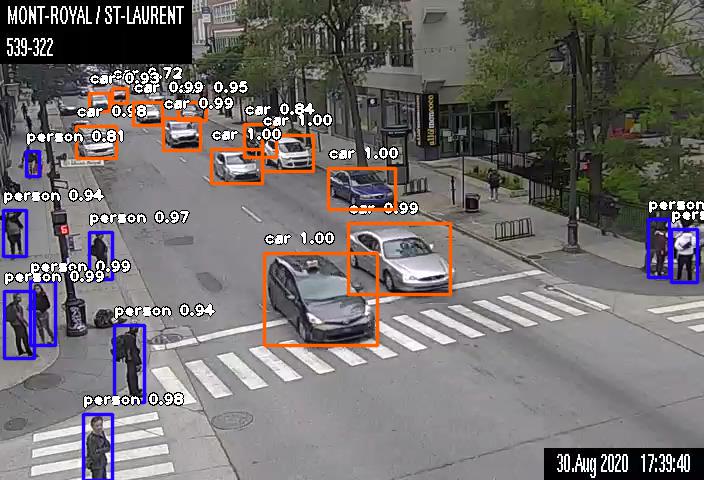 MONT-ROYAL / ST-LAURENT
539-322
car 0.93
0.72
car 0.99
0.95
car 0.98
car 0.99
car 0.84
person 0.81
car 1.00
car 1.00
car 1.00
person 0.94
person
car 0.99
person 0.97
car 1.00
person 0.99
person 0.99
person 0.94
person 0.98
30.Aug 2020 17:39:40